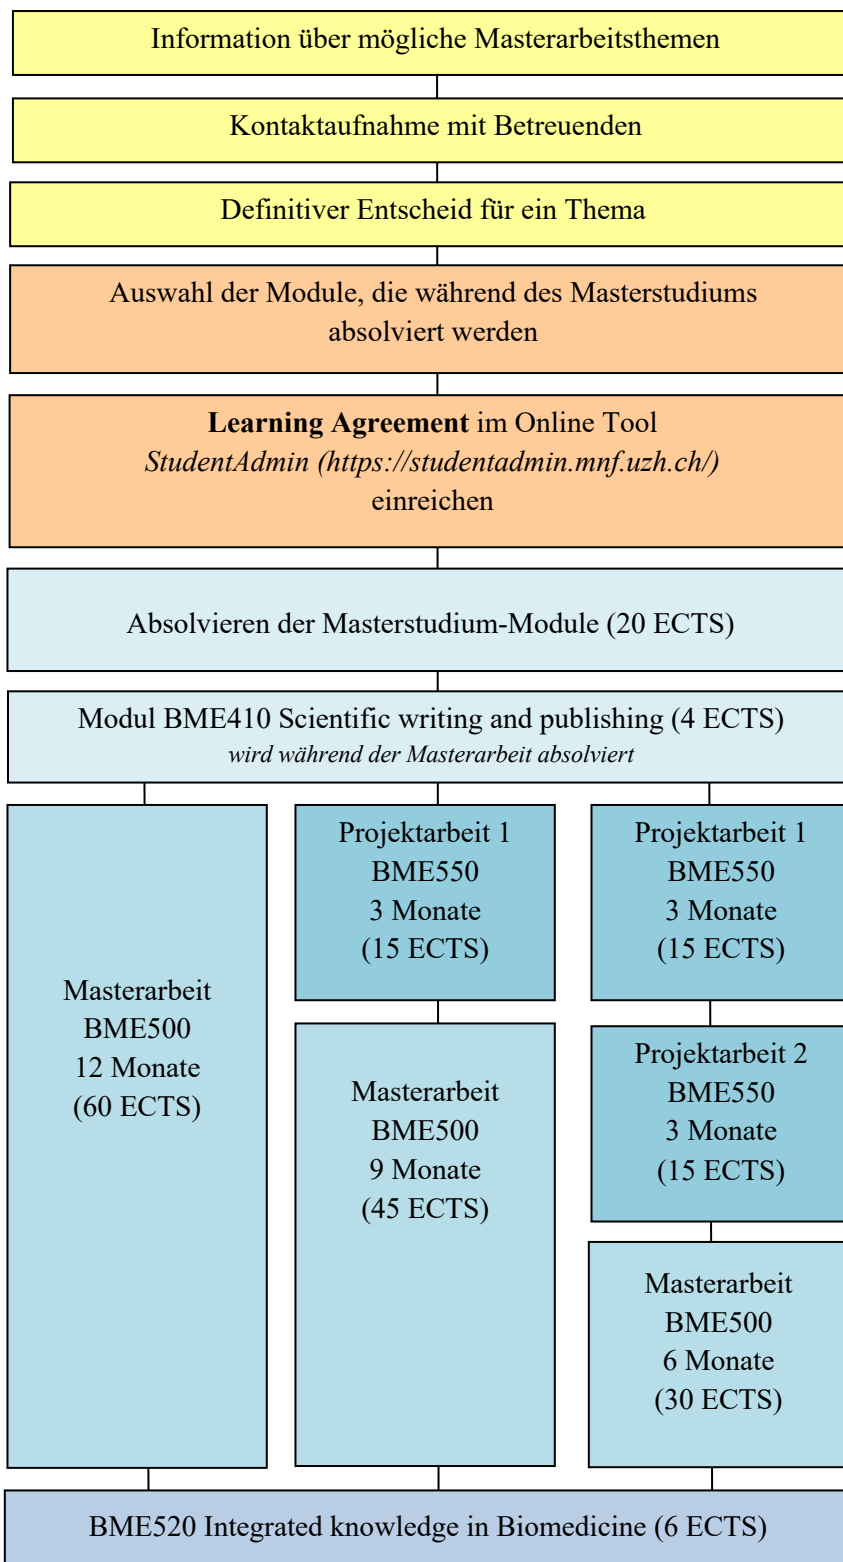 Information über mögliche Masterarbeitsthemen
Kontaktaufnahme mit Betreuenden
Definitiver Entscheid für ein Thema
Auswahl der Module, die während des Masterstudiums
absolviert werden
Learning Agreement im Online Tool
StudentAdmin (https://studentadmin.mnf.uzh.ch/)
einreichen
Absolvieren der Masterstudium-Module (20 ECTS)
Modul BME410 Scientific writing and publishing (4 ECTS)
wird während der Masterarbeit absolviert
Masterarbeit
BME500
12 Monate
(60 ECTS)
Projektarbeit 1
BME550
3 Monate
(15 ECTS)
Masterarbeit
BME500
9 Monate
(45 ECTS)
Projektarbeit 1
BME550
3 Monate
(15 ECTS)
Projektarbeit 2
BME550
3 Monate
(15 ECTS)
Masterarbeit
BME500
6 Monate
(30 ECTS)
BME520 Integrated knowledge in Biomedicine (6 ECTS)